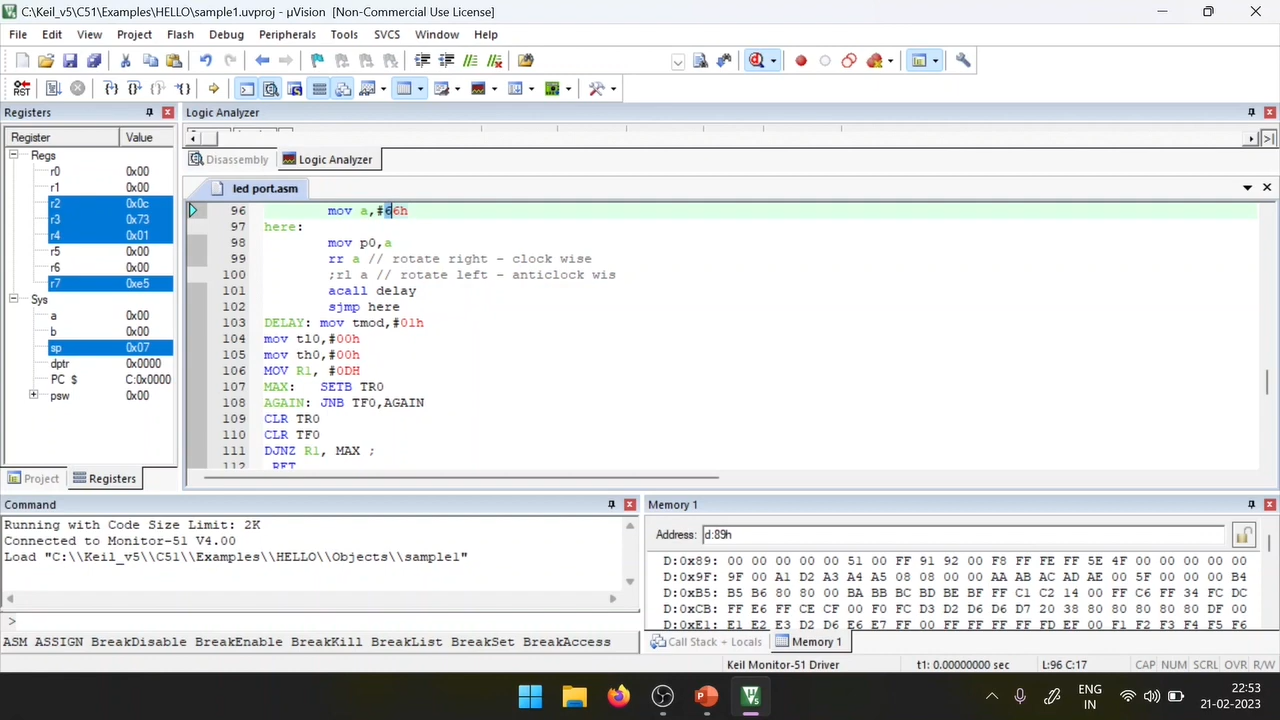 C:\Keil_v5\C51\Examples\HELLO\sample1.uvproj - µVision [Non-Commercial Use License]
File Edit View Project Flash Debug Peripherals Tools SVCS Window Help
RST
Registers
Logic Analyzer
Register Value
Regs
r0 0x00
r1 0x00
r2 0x0c
r3 0x73
r4 0x01
r5 0x00
r6 0x00
r7 0xe5
Sys
a 0x00
b 0x00
sp 0x07
dptr 0x0000
PC $ C:0x0000
psw 0x00
Project Registers
Disassembly Logic Analyzer
led port.asm
96 mov a,#66h
97 here:
98 mov p0,a
99 rr a // rotate right - clock wise
100 ;rl a // rotate left - anticlock wis
101 acall delay
102 sjmp here
103 DELAY: mov tmod,#01h
104 mov tl0,#00h
105 mov th0,#00h
106 MOV R1, #0DH
107 MAX: SETB TR0
108 AGAIN: JNB TF0,AGAIN
109 CLR TR0
110 CLR TF0
111 DJNZ R1, MAX ;
112 RET
Command
Running with Code Size Limit: 2K
Connected to Monitor-51 V4.00
Load "C:\\Keil_v5\\C51\\Examples\\HELLO\\Objects\\sample1"
>
ASM ASSIGN BreakDisable BreakEnable BreakKill BreakList BreakSet BreakAccess
Memory 1
Address: d:89h
D:0x89: 00 00 00 00 00 51 00 FF 91 92 00 F8 FF FE FF 5E 4F 00 00 00 00 00
D:0x9F: 9F 00 A1 D2 A3 A4 A5 08 08 00 00 AA AB AC AD AE 00 5F 00 00 00 B4
D:0xB5: B5 B6 80 80 00 BA BB BC BD BE BF FF C1 C2 14 00 FF C6 FF 34 FC DC
D:0xCB: FF E6 FF CE CF 00 F0 FC D3 D2 D6 D6 D7 20 38 80 80 80 80 80 DF 00
D:0xE1: E1 E2 E3 D2 D6 E6 E7 FF 00 FF FF FF FF FD EF 00 F1 F2 F3 F4 F5 F6
Call Stack + Locals Memory 1
Keil Monitor-51 Driver t1: 0.00000000 sec L:96 C:17 CAP NUM SCRL OVR R/W
ENG
IN
22:53
21-02-2023